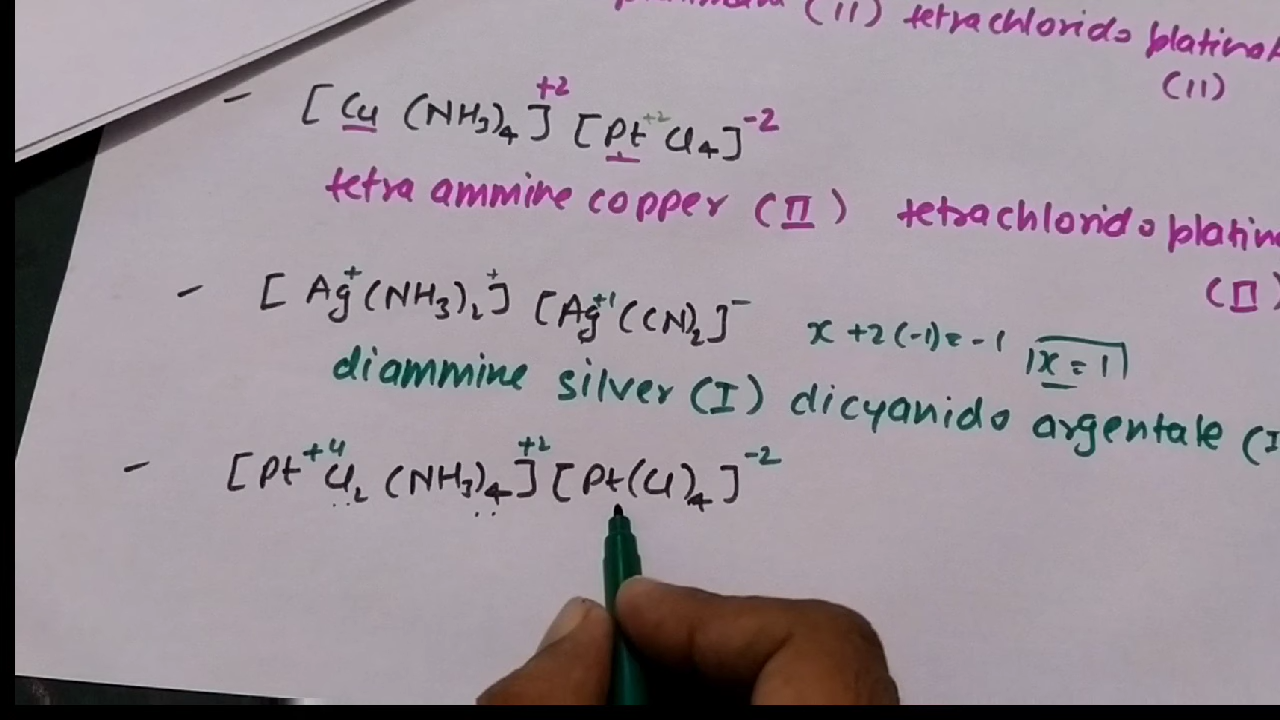 (II) tetrachlorido platina
(II)
- [Cu (NH₃)₄]⁺² [Pt⁺² Cl₄]⁻²
tetra ammine copper (II) tetrachlorido platin
(II)
- [Ag⁺(NH₃)₂]⁺ [Ag⁺¹(CN)₂]⁻ x + 2(-1) = -1 |x = 1|
diammine silver (I) dicyanido argentate (I
- [Pt⁺⁴ Cl₂ (NH₃)₄]⁺² [Pt(Cl)₄]⁻²